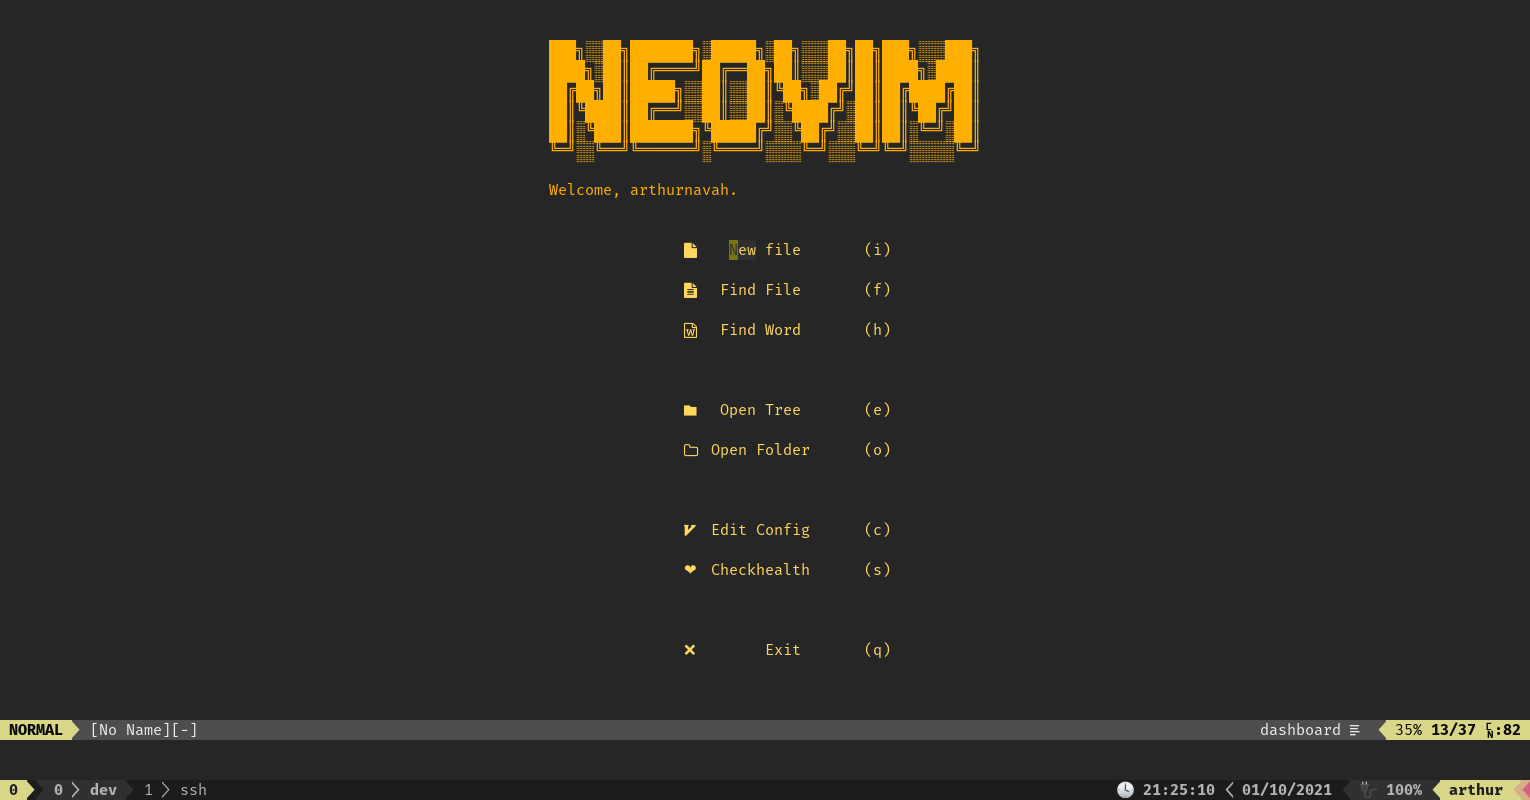 NEOVIM
Welcome, arthurnavah.
New file (i)
Find File (f)
Find Word (h)
Open Tree (e)
Open Folder (o)
Edit Config (c)
Checkhealth (s)
Exit (q)
NORMAL [No Name][-] dashboard 35% 13/37 :82
0 0 dev 1 ssh 21:25:10 01/10/2021 100% arthur